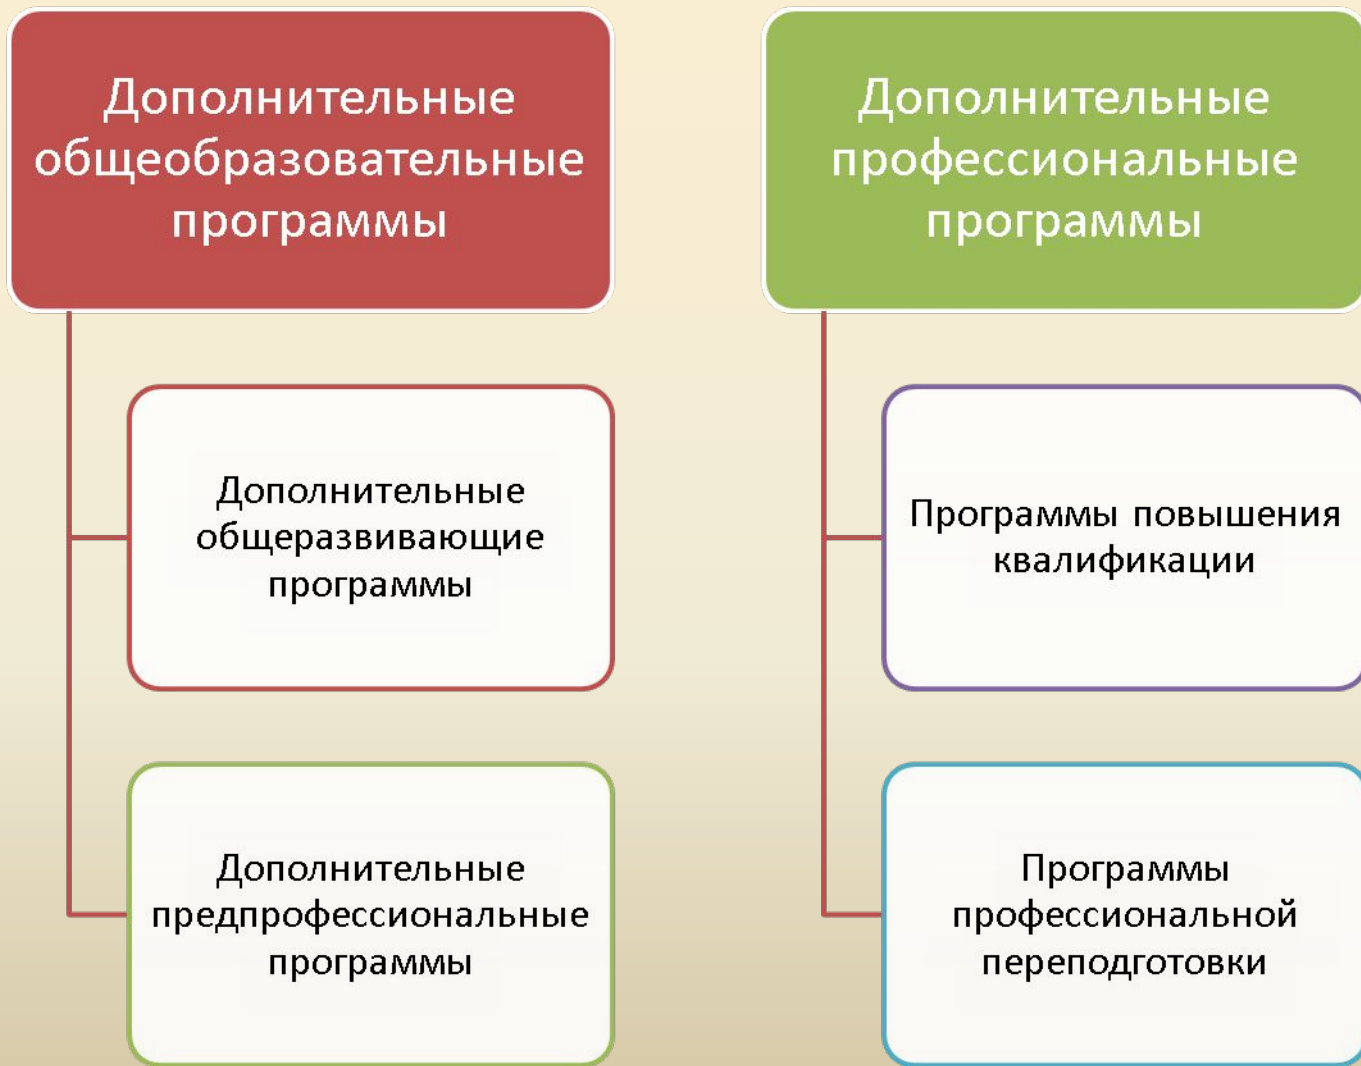 Дополнительные
общеобразовательные
программы
Дополнительные
общеразвивающие
программы
Дополнительные
предпрофессиональные
программы
Дополнительные
профессиональные
программы
Программы повышения
квалификации
Программы
профессиональной
переподготовки